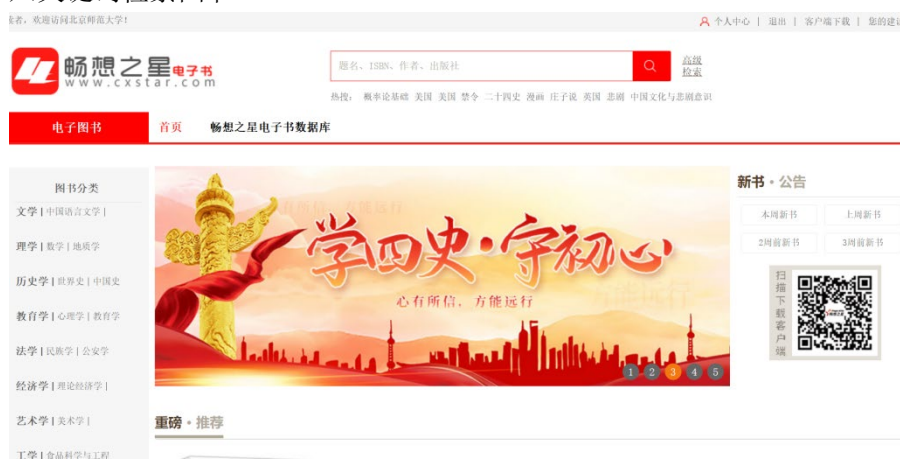 读者，欢迎访问北京师范大学!
个人中心 | 退出 | 客户端下载 | 您的建议
畅想之星电子书
www.cxstar.com
题名、ISBN、作者、出版社
高级
检索
热搜： 概率论基础 美国 美国 禁令 二十四史 漫画 庄子说 英国 悲剧 中国文化与悲剧意识
电子图书 首页 畅想之星电子书数据库
图书分类
文学 | 中国语言文学 |
理学 | 数学 | 地质学
历史学 | 世界史 | 中国史
教育学 | 心理学 | 教育学
法学 | 民族学 | 公安学
经济学 | 理论经济学 |
艺术学 | 美术学 |
工学 | 食品科学与工程
学四史·守初心
心有所信，方能远行
1 2 3 4 5
新书·公告
本周新书 上周新书
2周前新书 3周前新书
扫描下载客户端
重磅·推荐